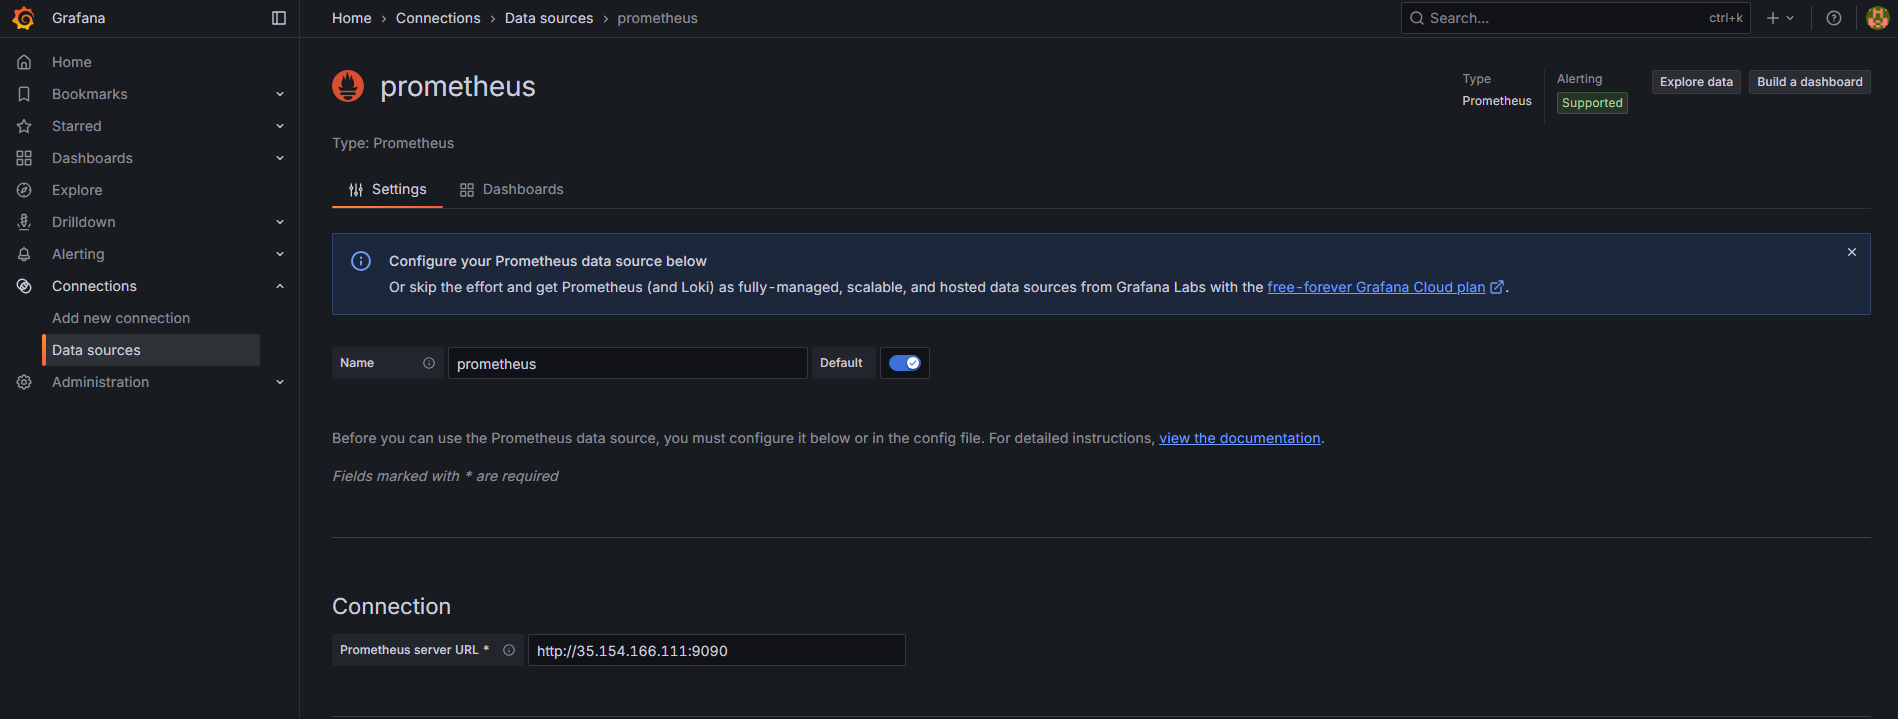 Grafana
Home › Connections › Data sources › prometheus
Search...
ctrl+k
Home
Bookmarks
Starred
Dashboards
Explore
Drilldown
Alerting
Connections
Add new connection
Data sources
Administration
prometheus
Type
Prometheus
Alerting
Supported
Explore data
Build a dashboard
Type: Prometheus
Settings
Dashboards
Configure your Prometheus data source below
Or skip the effort and get Prometheus (and Loki) as fully-managed, scalable, and hosted data sources from Grafana Labs with the free-forever Grafana Cloud plan.
Name
prometheus
Default
Before you can use the Prometheus data source, you must configure it below or in the config file. For detailed instructions, view the documentation.
Fields marked with * are required
Connection
Prometheus server URL *
http://35.154.166.111:9090